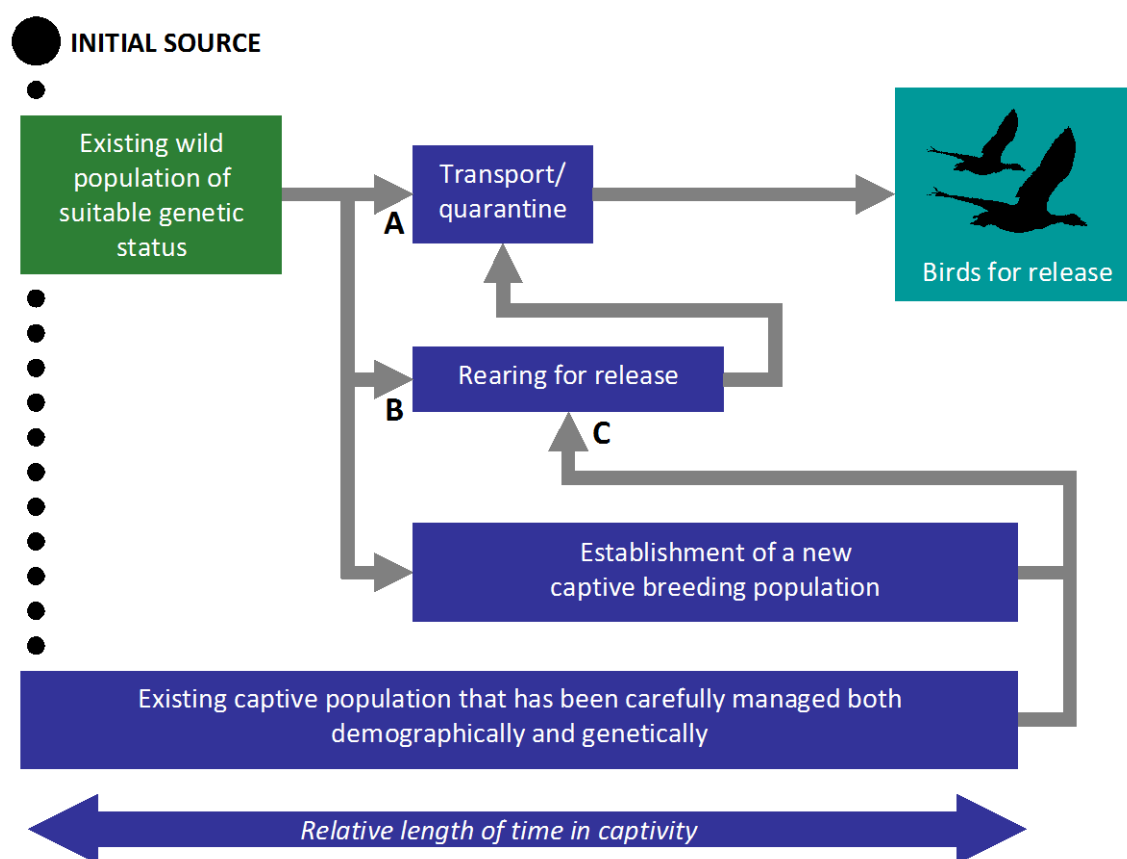 INITIAL SOURCE
Existing wild
population of
suitable genetic
status
Transport/
quarantine
A
Birds for release
Rearing for release
B
C
Establishment of a new
captive breeding population
Existing captive population that has been carefully managed both
demographically and genetically
Relative length of time in captivity